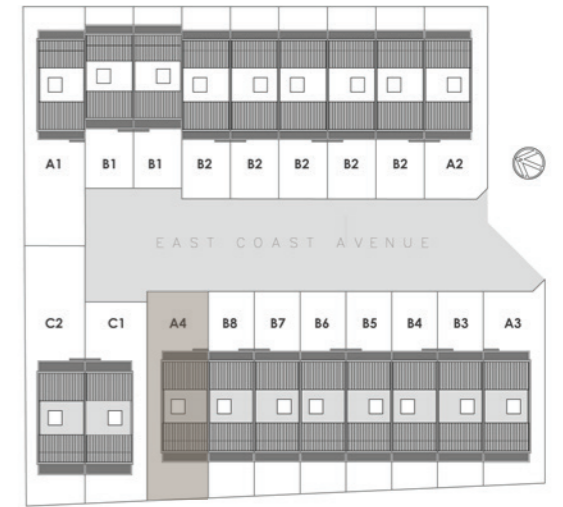 A1 B1 B1 B2 B2 B2 B2 B2 A2
EAST COAST AVENUE
C2 C1 A4 B8 B7 B6 B5 B4 B3 A3